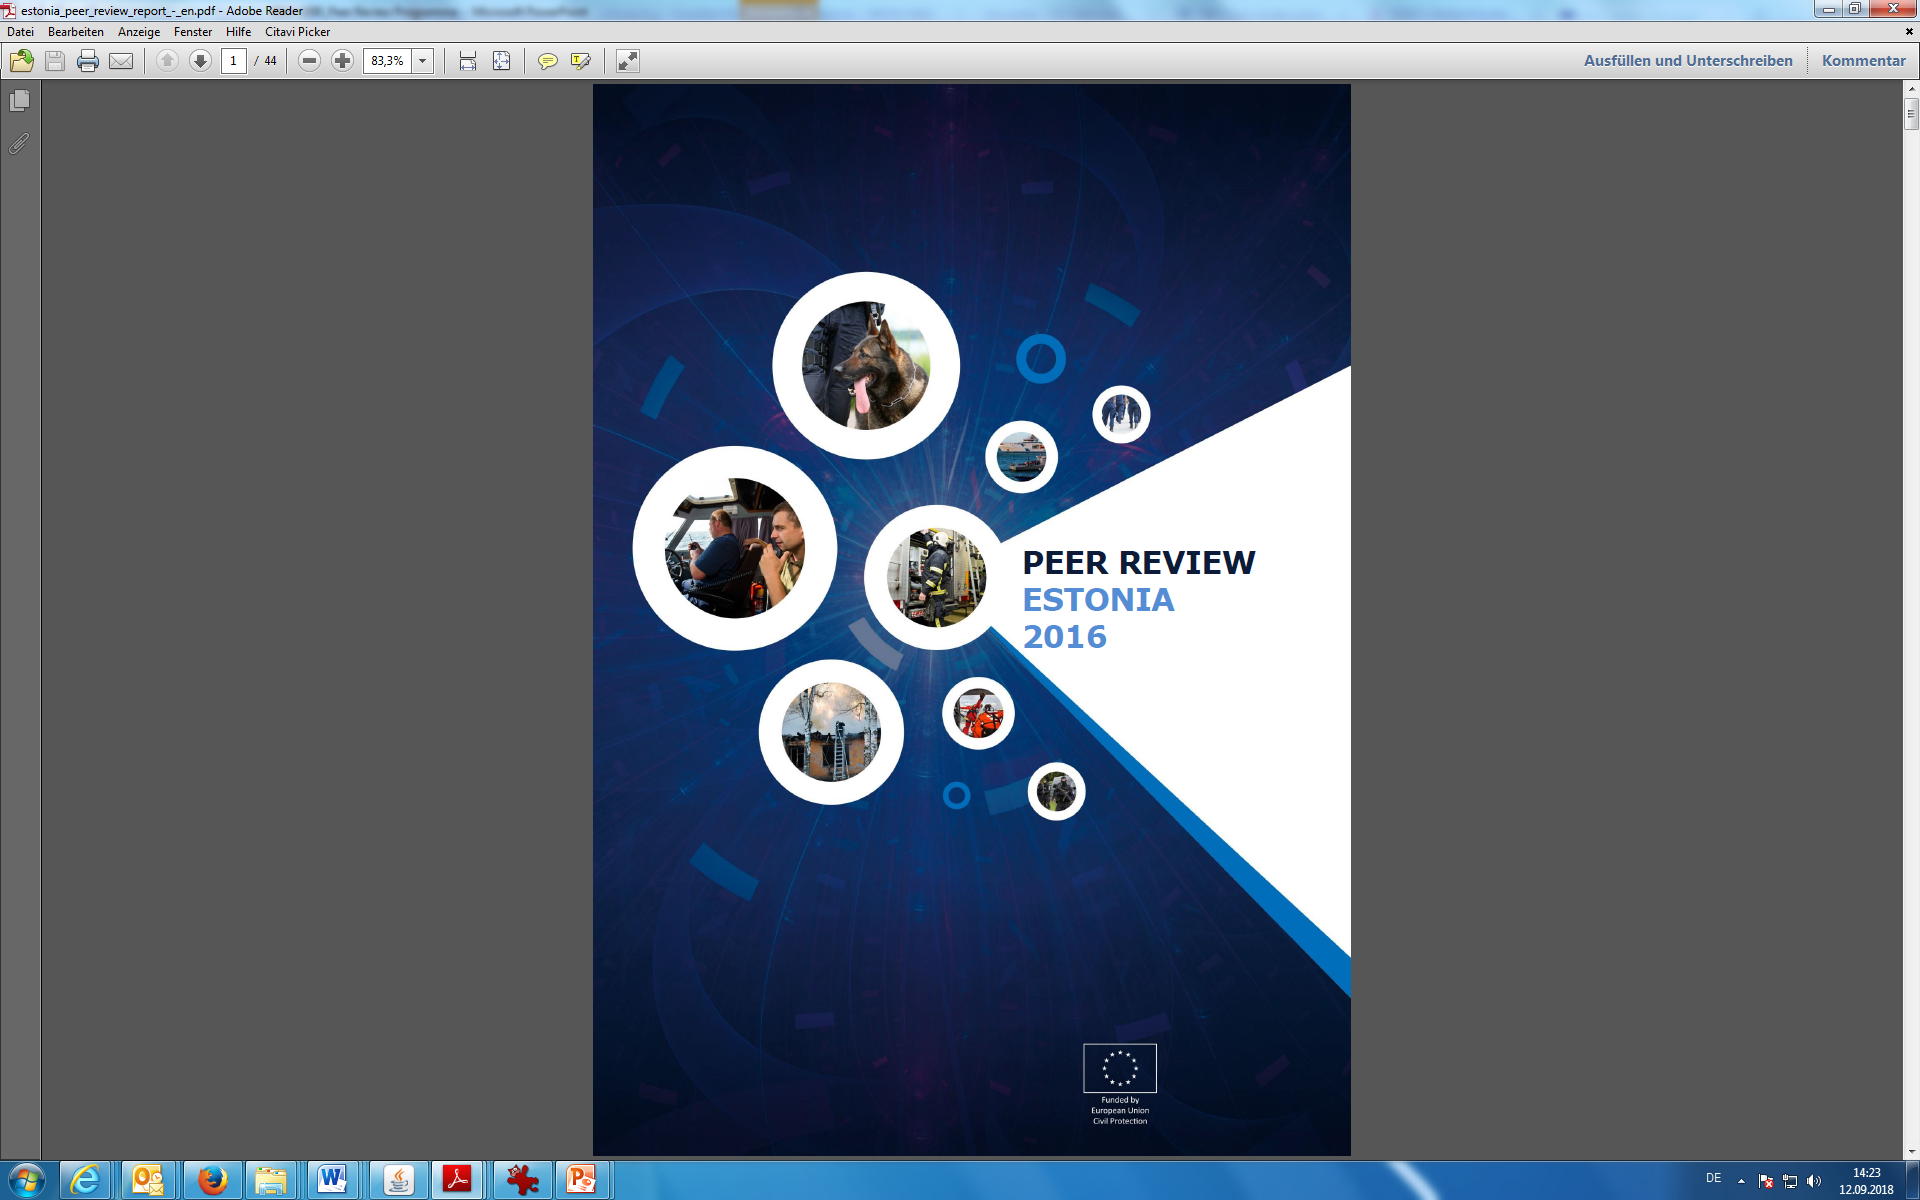 estonia_peer_review_report_-_en.pdf - Adobe Reader
Datei Bearbeiten Anzeige Fenster Hilfe Citavi Picker
1 / 44 83,3% Ausfüllen und Unterschreiben Kommentar
PEER REVIEW
ESTONIA
2016
Funded by
European Union
Civil Protection
DE 14:23
12.09.2018